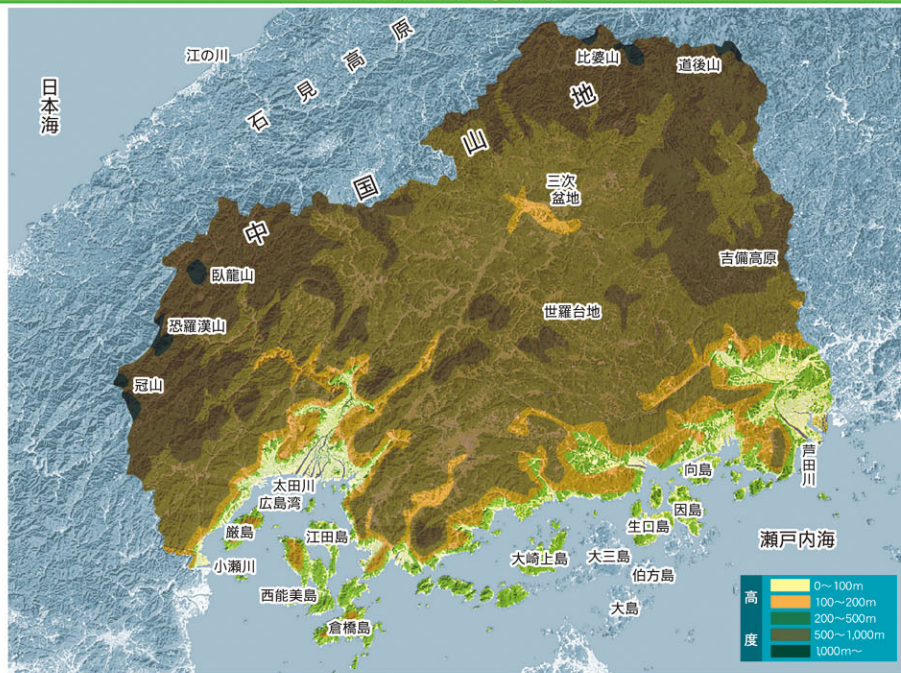 江の川
石見高原
日本海
比婆山
道後山
中国山地
三次
盆地
吉備高原
臥龍山
世羅台地
恐羅漢山
冠山
芦田川
太田川
広島湾
向島
因島
生口島
厳島
江田島
瀬戸内海
大崎上島
大三島
小瀬川
伯方島
西能美島
大島
倉橋島
高度
0～100m
100～200m
200～500m
500～1,000m
1,000m～